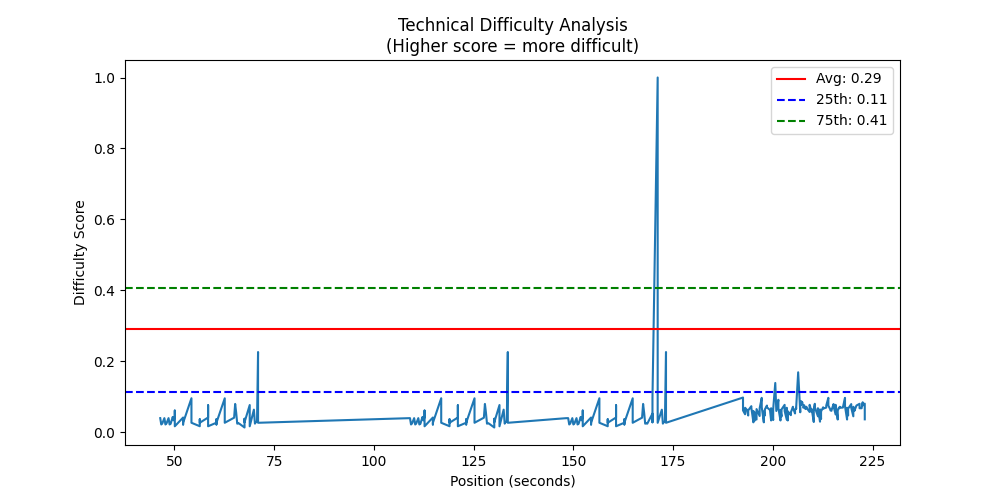 Technical Difficulty Analysis
(Higher score = more difficult)
Avg: 0.29
25th: 0.11
75th: 0.41
Difficulty Score
1.0
0.8
0.6
0.4
0.2
0.0
50 75 100 125 150 175 200 225
Position (seconds)